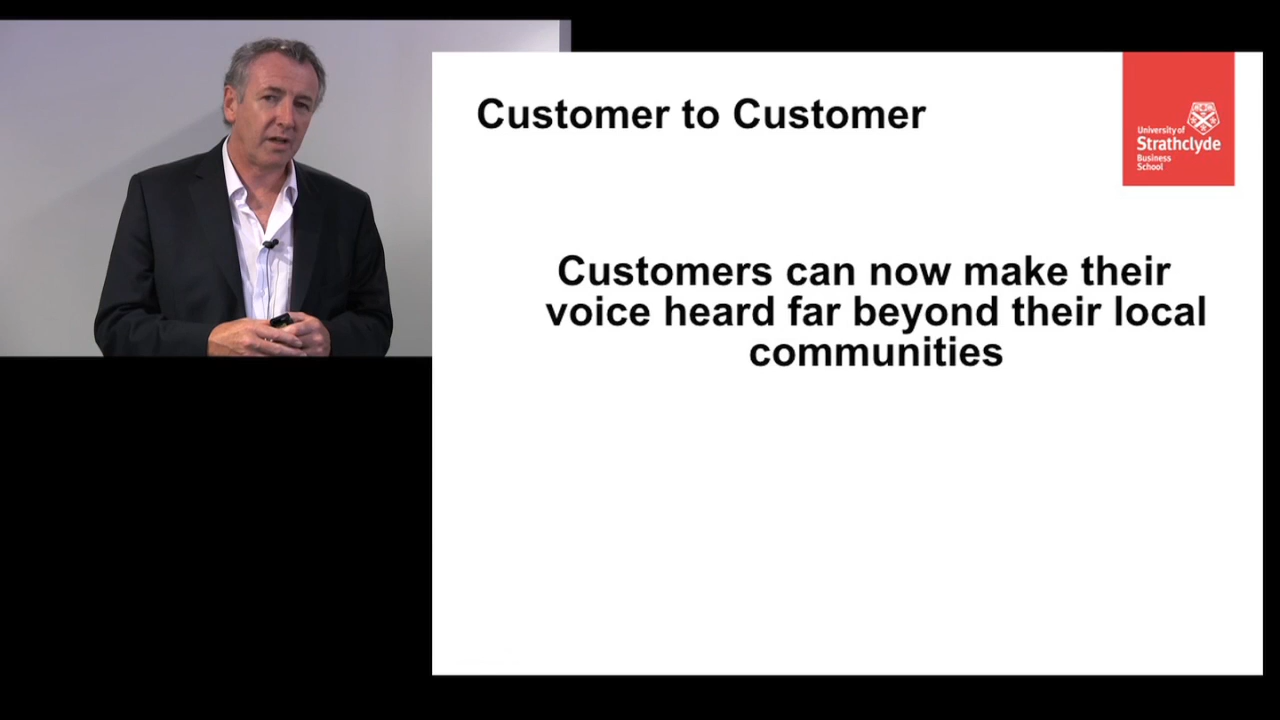 Customer to Customer
University of
Strathclyde
Business
School
Customers can now make their
voice heard far beyond their local
communities